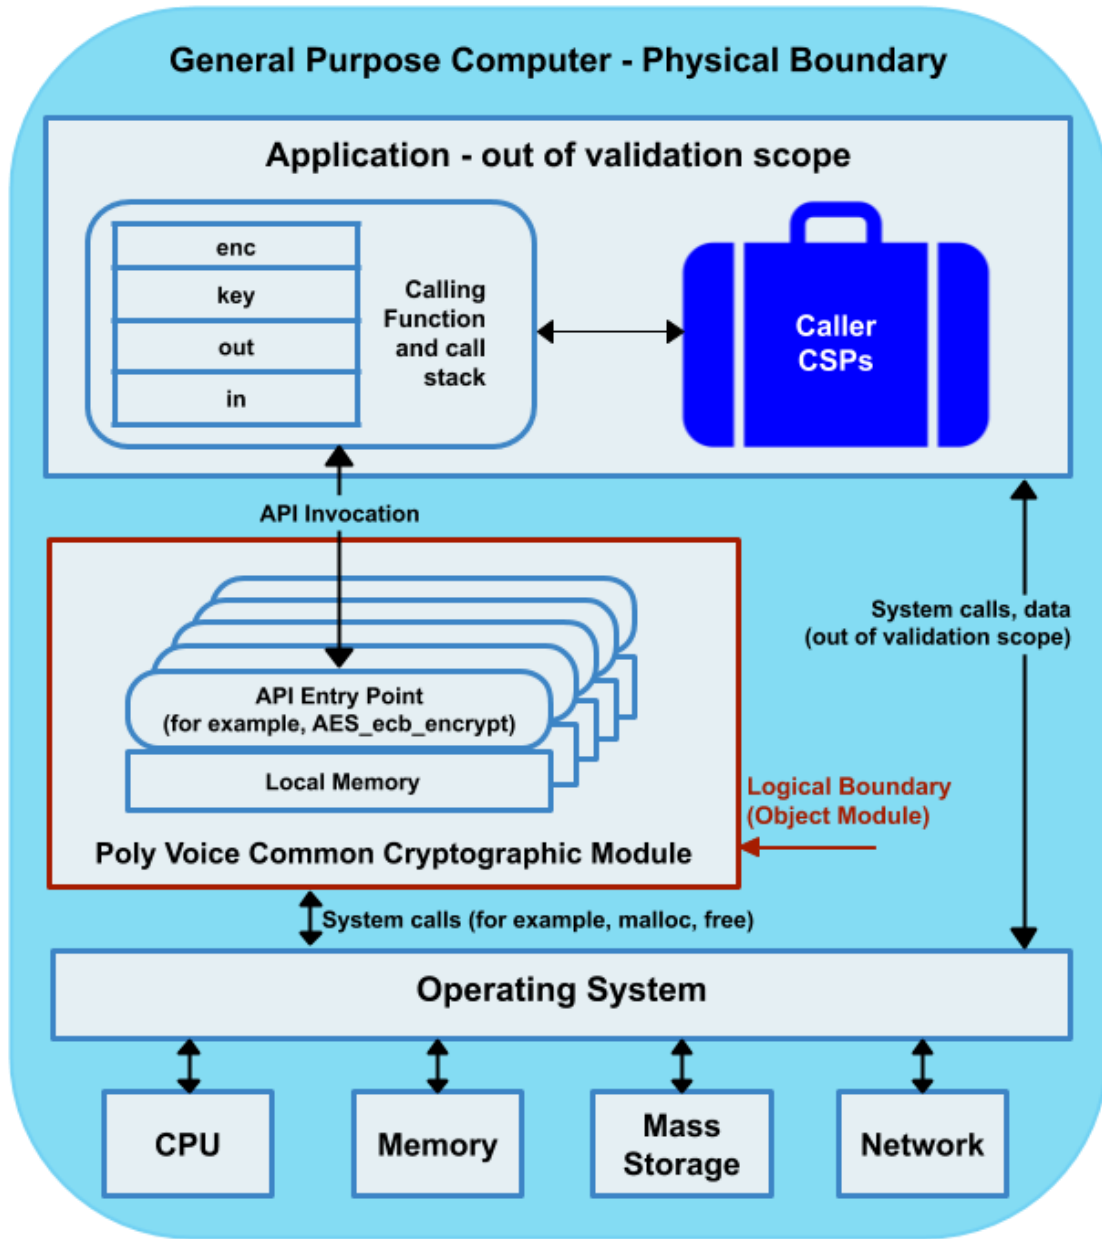 General Purpose Computer - Physical Boundary
Application - out of validation scope
enc
key
out
in
Calling
Function
and call
stack
Caller
CSPs
API Invocation
System calls, data
(out of validation scope)
API Entry Point
(for example, AES_ecb_encrypt)
Local Memory
Poly Voice Common Cryptographic Module
Logical Boundary
(Object Module)
System calls (for example, malloc, free)
Operating System
CPU
Memory
Mass
Storage
Network